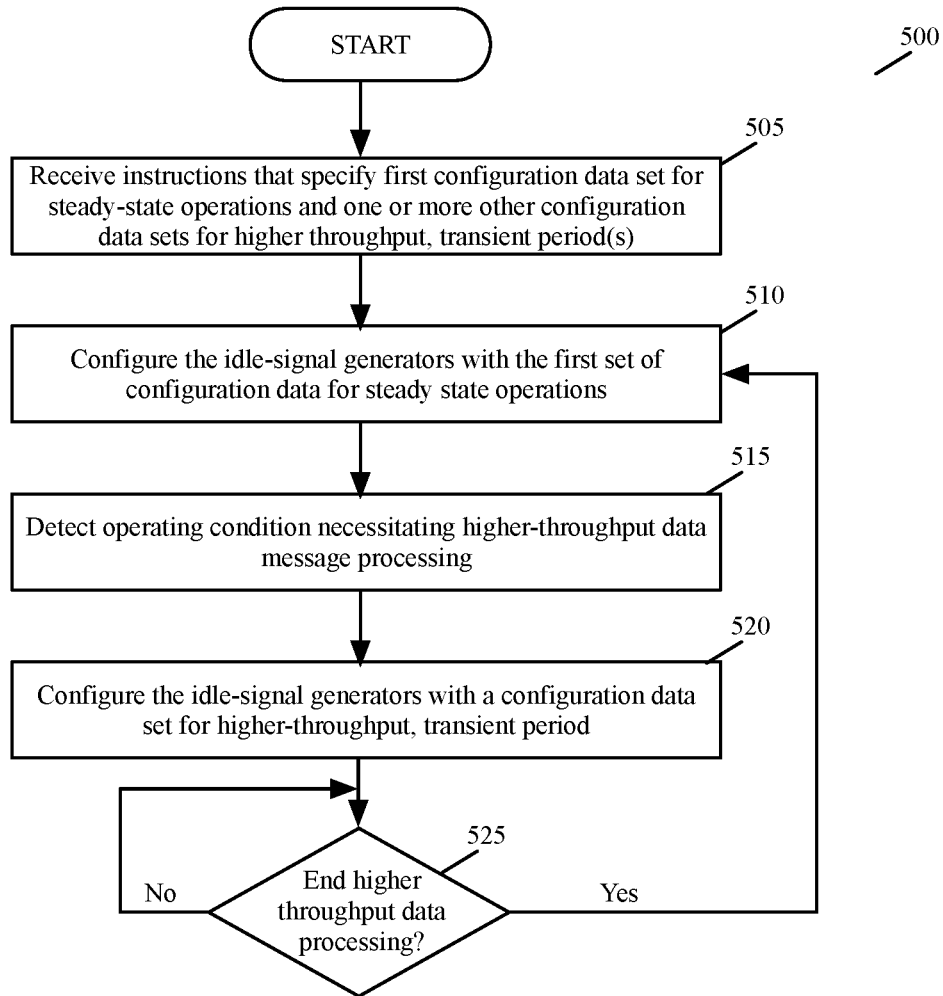 START
500
505
Receive instructions that specify first configuration data set for
steady-state operations and one or more other configuration
data sets for higher throughput, transient period(s)
510
Configure the idle-signal generators with the first set of
configuration data for steady state operations
515
Detect operating condition necessitating higher-throughput data
message processing
520
Configure the idle-signal generators with a configuration data
set for higher-throughput, transient period
525
End higher
throughput data
processing?
No
Yes